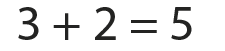 3 + 2 = 5